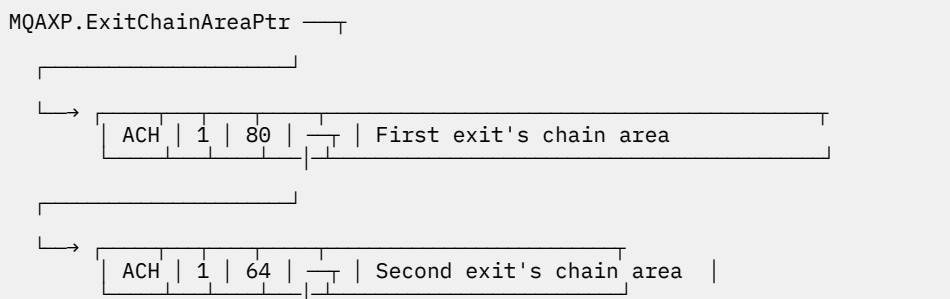 MQAXP.ExitChainAreaPtr ───┐
┌───────────────────────┘
└──→ ┌─────┬───┬────┬─────┬──────────────────────────────────────────────┐
│ ACH │ 1 │ 80 │ ──┐ │ First exit's chain area
└─────┴───┴────┴───│─┴──────────────────────────────────────────────┘
┌───────────────────────┘
└──→ ┌─────┬───┬────┬─────┬───────────────────────────┐
│ ACH │ 1 │ 64 │ ──┐ │ Second exit's chain area │
└─────┴───┴────┴───│─┴───────────────────────────┘